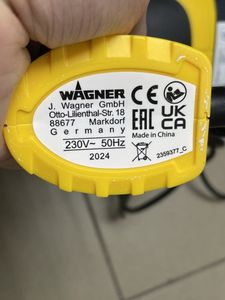 WAGNER
J. Wagner GmbH
Otto-Lilienthal-Str. 18
88677 Markdorf
Germany
230V~ 50Hz
2024
CE
EAC UK CA
Made in China
2359377_C